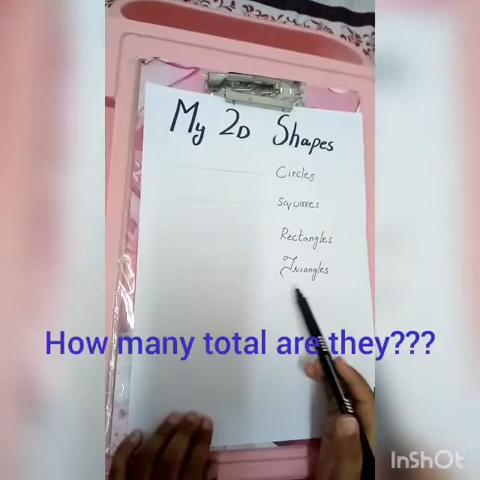 My 2D Shapes
Circles
Squares
Rectangles
Triangles
How many total are they???
InShOt